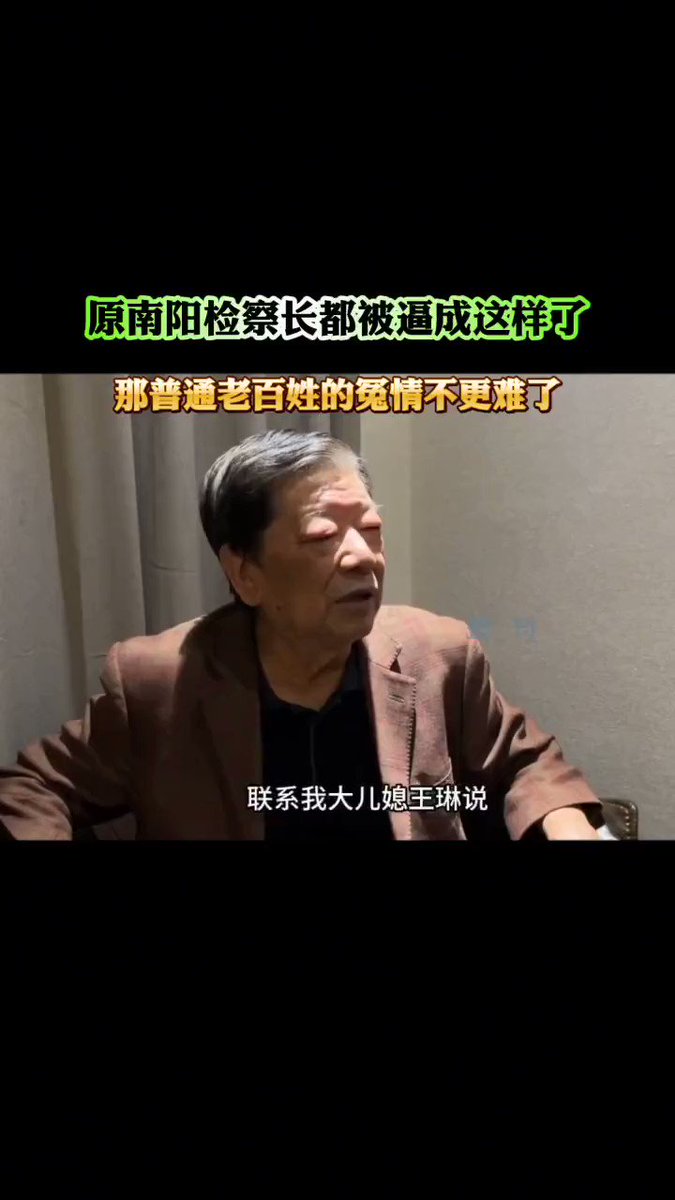 原南阳检察长都被逼成这样了
那普通老百姓的冤情不更难了
联系我大儿媳王琳说